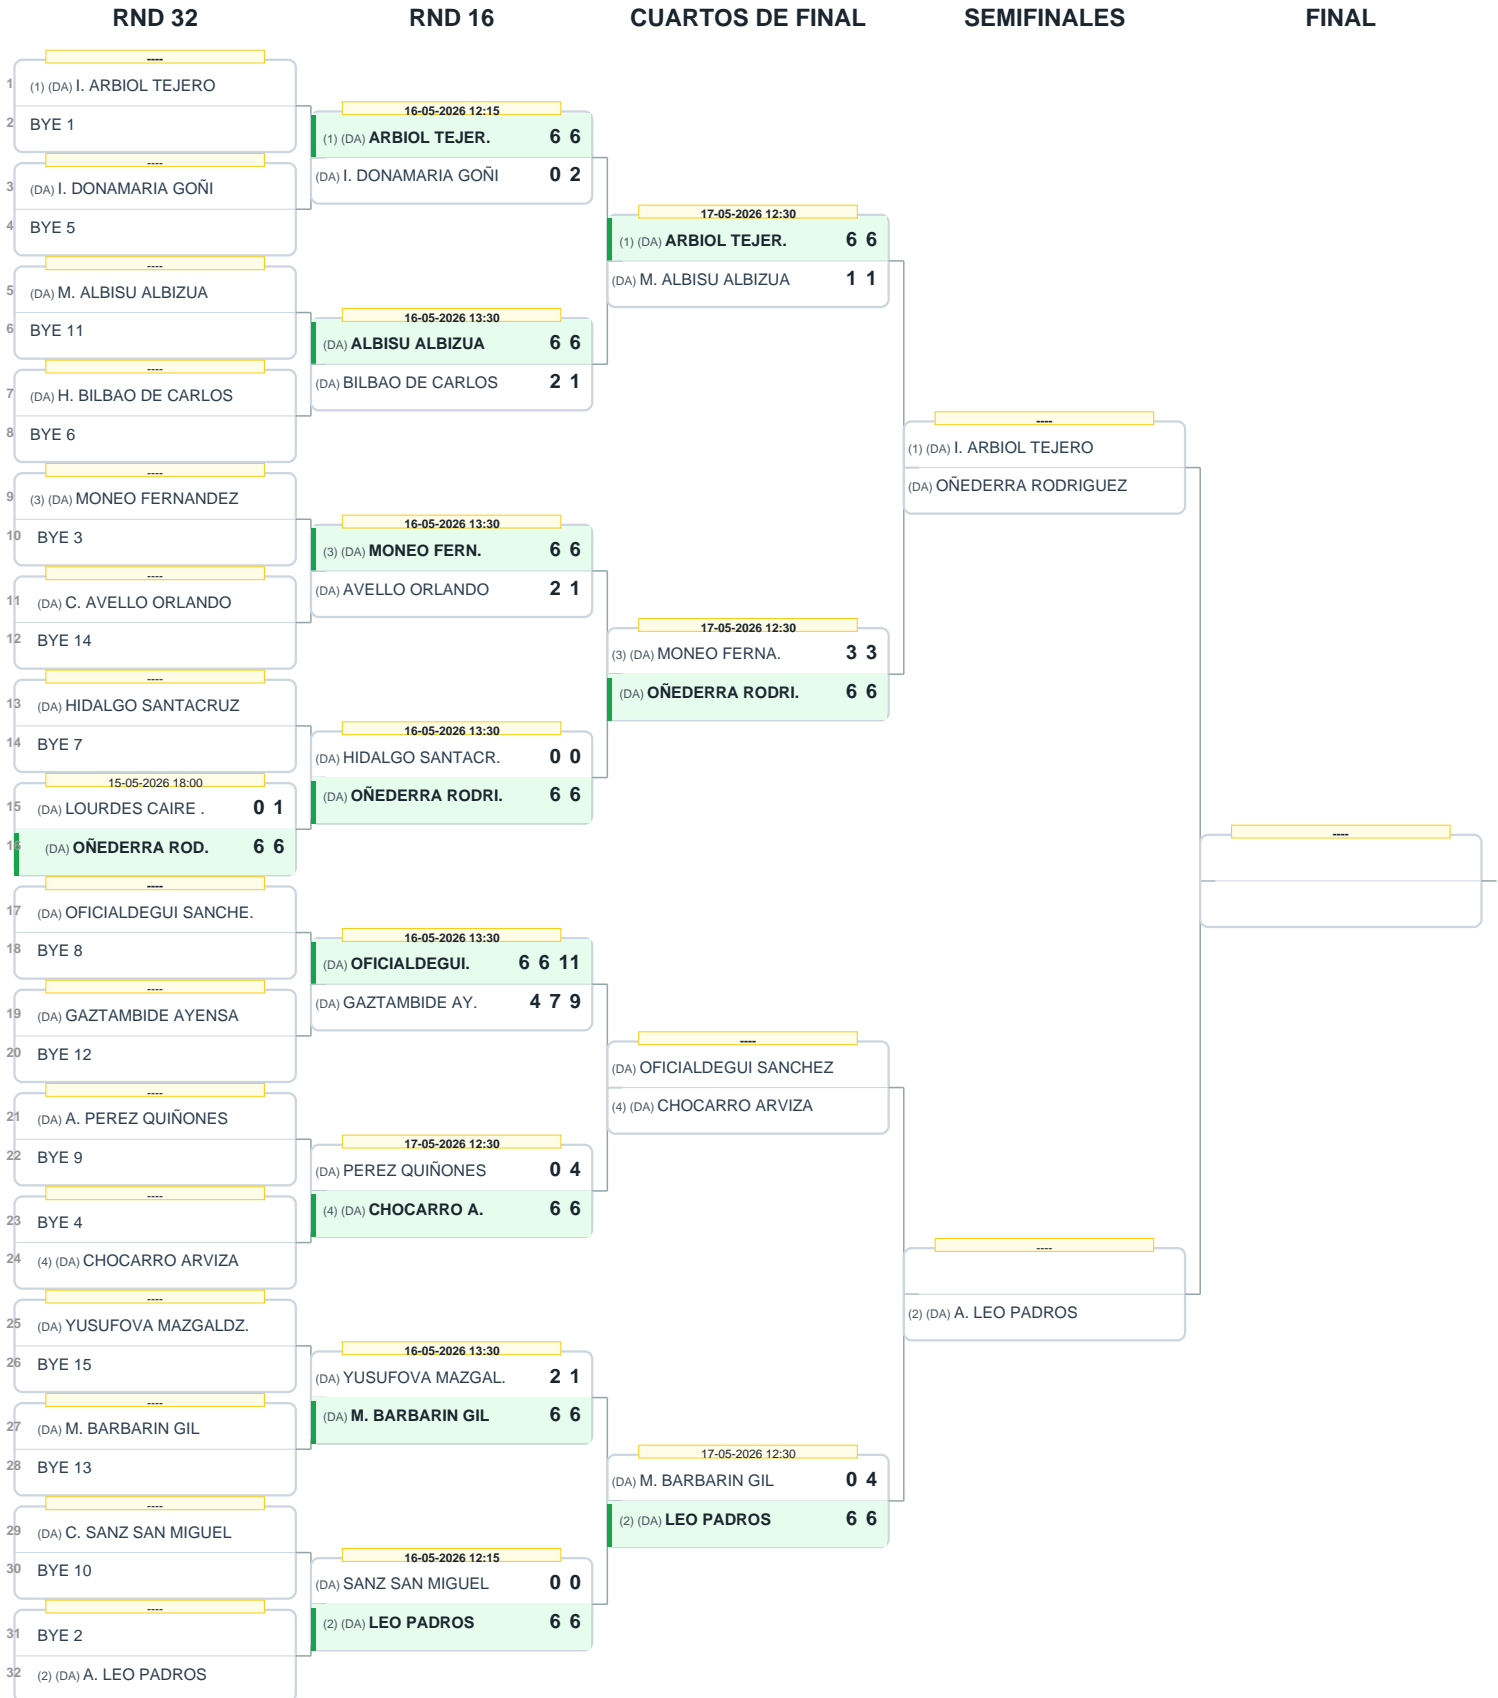 RND 32
RND 16
CUARTOS DE FINAL
SEMIFINALES
FINAL
----
1 (1) (DA) I. ARBIOL TEJERO
2 BYE 1
----
3 (DA) I. DONAMARIA GOÑI
4 BYE 5
----
5 (DA) M. ALBISU ALBIZUA
6 BYE 11
----
7 (DA) H. BILBAO DE CARLOS
8 BYE 6
----
9 (3) (DA) MONEO FERNANDEZ
10 BYE 3
----
11 (DA) C. AVELLO ORLANDO
12 BYE 14
----
13 (DA) HIDALGO SANTACRUZ
14 BYE 7
15-05-2026 18:00
15 (DA) LOURDES CAIRE . 0 1
16 (DA) OÑEDERRA ROD. 6 6
----
17 (DA) OFICIALDEGUI SANCHE.
18 BYE 8
----
19 (DA) GAZTAMBIDE AYENSA
20 BYE 12
----
21 (DA) A. PEREZ QUIÑONES
22 BYE 9
----
23 BYE 4
24 (4) (DA) CHOCARRO ARVIZA
----
25 (DA) YUSUFOVA MAZGALDZ.
26 BYE 15
----
27 (DA) M. BARBARIN GIL
28 BYE 13
----
29 (DA) C. SANZ SAN MIGUEL
30 BYE 10
----
31 BYE 2
32 (2) (DA) A. LEO PADROS
16-05-2026 12:15
(1) (DA) ARBIOL TEJER. 6 6
(DA) I. DONAMARIA GOÑI 0 2
16-05-2026 13:30
(DA) ALBISU ALBIZUA 6 6
(DA) BILBAO DE CARLOS 2 1
16-05-2026 13:30
(3) (DA) MONEO FERN. 6 6
(DA) AVELLO ORLANDO 2 1
16-05-2026 13:30
(DA) HIDALGO SANTACR. 0 0
(DA) OÑEDERRA RODRI. 6 6
16-05-2026 13:30
(DA) OFICIALDEGUI. 6 6 11
(DA) GAZTAMBIDE AY. 4 7 9
17-05-2026 12:30
(DA) PEREZ QUIÑONES 0 4
(4) (DA) CHOCARRO A. 6 6
16-05-2026 13:30
(DA) YUSUFOVA MAZGAL. 2 1
(DA) M. BARBARIN GIL 6 6
16-05-2026 12:15
(DA) SANZ SAN MIGUEL 0 0
(2) (DA) LEO PADROS 6 6
17-05-2026 12:30
(1) (DA) ARBIOL TEJER. 6 6
(DA) M. ALBISU ALBIZUA 1 1
17-05-2026 12:30
(3) (DA) MONEO FERNA. 3 3
(DA) OÑEDERRA RODRI. 6 6
----
(DA) OFICIALDEGUI SANCHEZ
(4) (DA) CHOCARRO ARVIZA
17-05-2026 12:30
(DA) M. BARBARIN GIL 0 4
(2) (DA) LEO PADROS 6 6
----
(1) (DA) I. ARBIOL TEJERO
(DA) OÑEDERRA RODRIGUEZ
----
(2) (DA) A. LEO PADROS
----